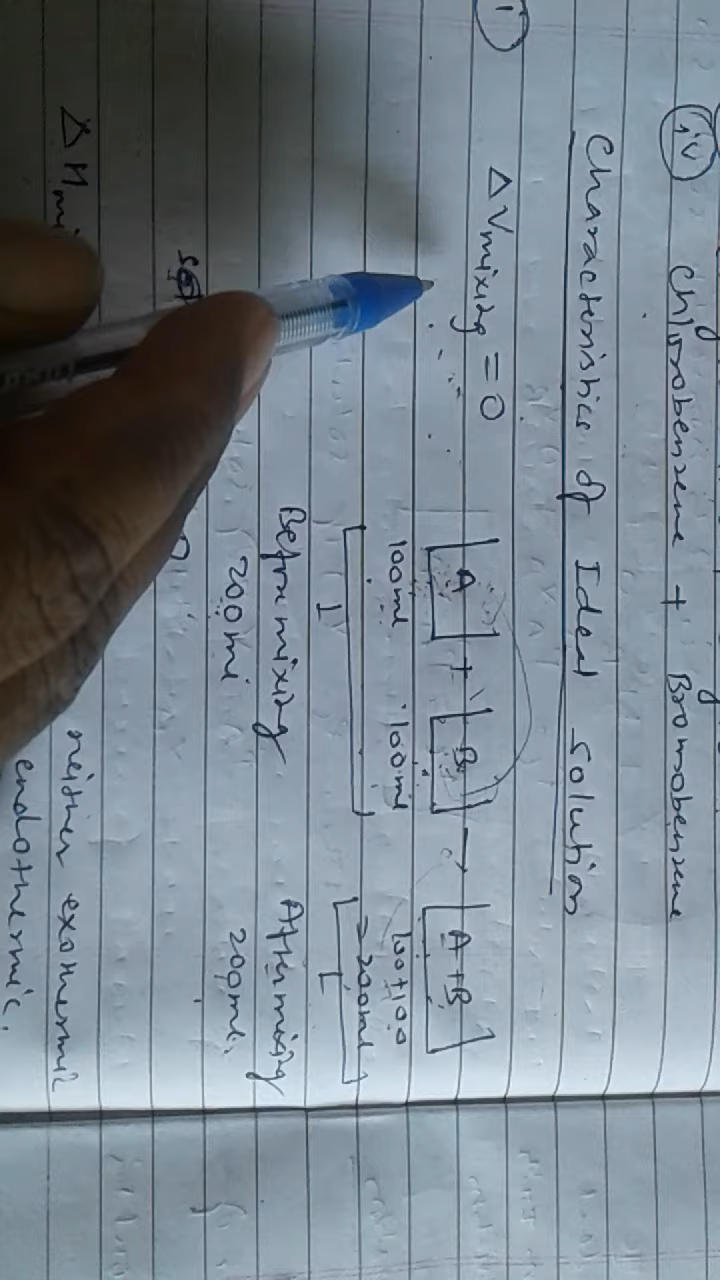 (iv) Chlorobenzene + Bromobenzene
Characteristics of Ideal Solution
(i) ΔVmixing = 0
A + B → A+B
100ml 100ml 100+100
= 200ml
Before mixing After mixing
200ml 200ml.
ΔHmi
neither exothermic
endothermic.